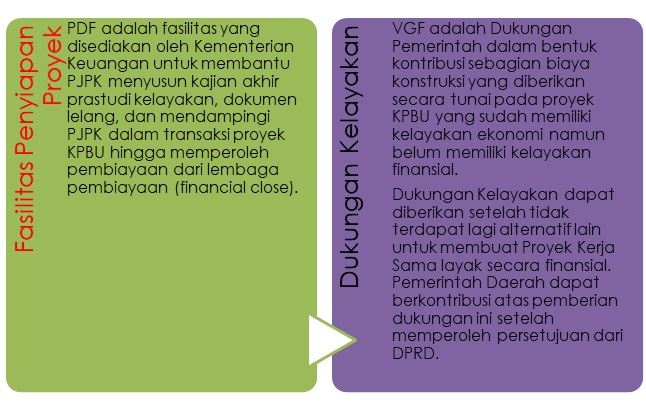 Fasilitas Penyiapan
Proyek
PDF adalah fasilitas yang
disediakan oleh Kementerian
Keuangan untuk membantu
PJPK menyusun kajian akhir
prastudi kelayakan, dokumen
lelang, dan mendampingi
PJPK dalam transaksi proyek
KPBU hingga memperoleh
pembiayaan dari lembaga
pembiayaan (financial close).
Dukungan Kelayakan
VGF adalah Dukungan
Pemerintah dalam bentuk
kontribusi sebagian biaya
konstruksi yang diberikan
secara tunai pada proyek
KPBU yang sudah memiliki
kelayakan ekonomi namun
belum memiliki kelayakan
finansial.
Dukungan Kelayakan dapat
diberikan setelah tidak
terdapat lagi alternatif lain
untuk membuat Proyek Kerja
Sama layak secara finansial.
Pemerintah Daerah dapat
berkontribusi atas pemberian
dukungan ini setelah
memperoleh persetujuan dari
DPRD.